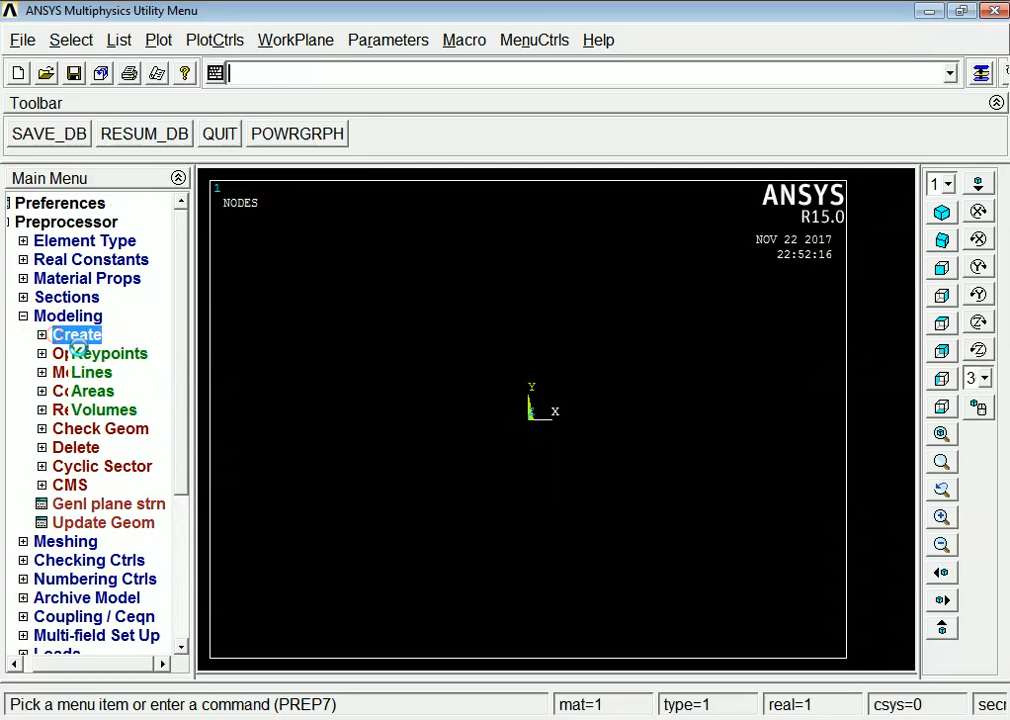 ANSYS Multiphysics Utility Menu
File Select List Plot PlotCtrls WorkPlane Parameters Macro MenuCtrls Help
Toolbar
SAVE_DB RESUM_DB QUIT POWRGRPH
Main Menu
Preferences
Preprocessor
Element Type
Real Constants
Material Props
Sections
Modeling
Create
Keypoints
Lines
Areas
Volumes
Check Geom
Delete
Cyclic Sector
CMS
Genl plane strn
Update Geom
Meshing
Checking Ctrls
Numbering Ctrls
Archive Model
Coupling / Ceqn
Multi-field Set Up
Loads
1
NODES
ANSYS
R15.0
NOV 22 2017
22:52:16
Y
X
1
3
Pick a menu item or enter a command (PREP7)
mat=1
type=1
real=1
csys=0
secn